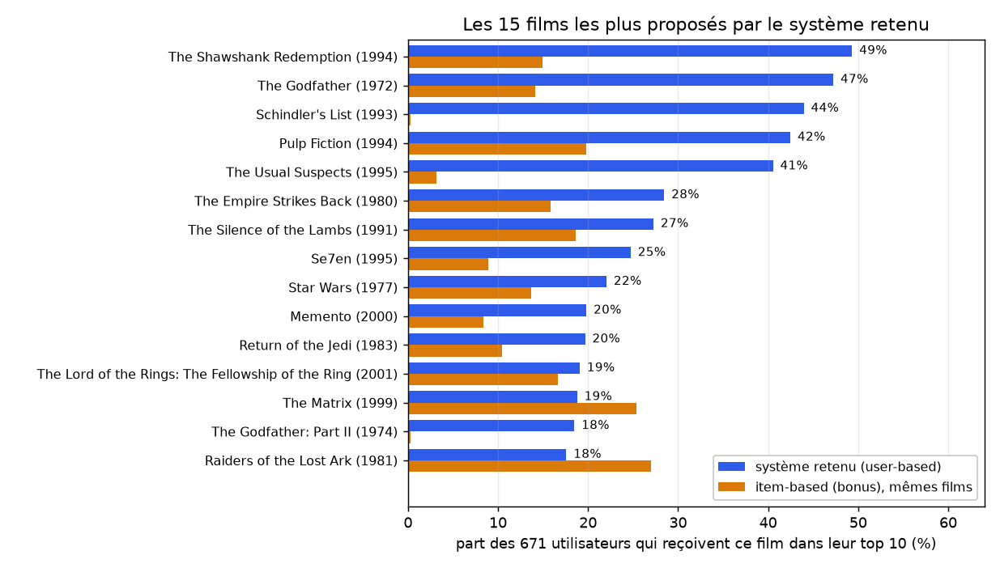 Les 15 films les plus proposés par le système retenu
The Shawshank Redemption (1994) 49%
The Godfather (1972) 47%
Schindler's List (1993) 44%
Pulp Fiction (1994) 42%
The Usual Suspects (1995) 41%
The Empire Strikes Back (1980) 28%
The Silence of the Lambs (1991) 27%
Se7en (1995) 25%
Star Wars (1977) 22%
Memento (2000) 20%
Return of the Jedi (1983) 20%
The Lord of the Rings: The Fellowship of the Ring (2001) 19%
The Matrix (1999) 19%
The Godfather: Part II (1974) 18%
Raiders of the Lost Ark (1981) 18%
système retenu (user-based)
item-based (bonus), mêmes films
0 10 20 30 40 50 60
part des 671 utilisateurs qui reçoivent ce film dans leur top 10 (%)